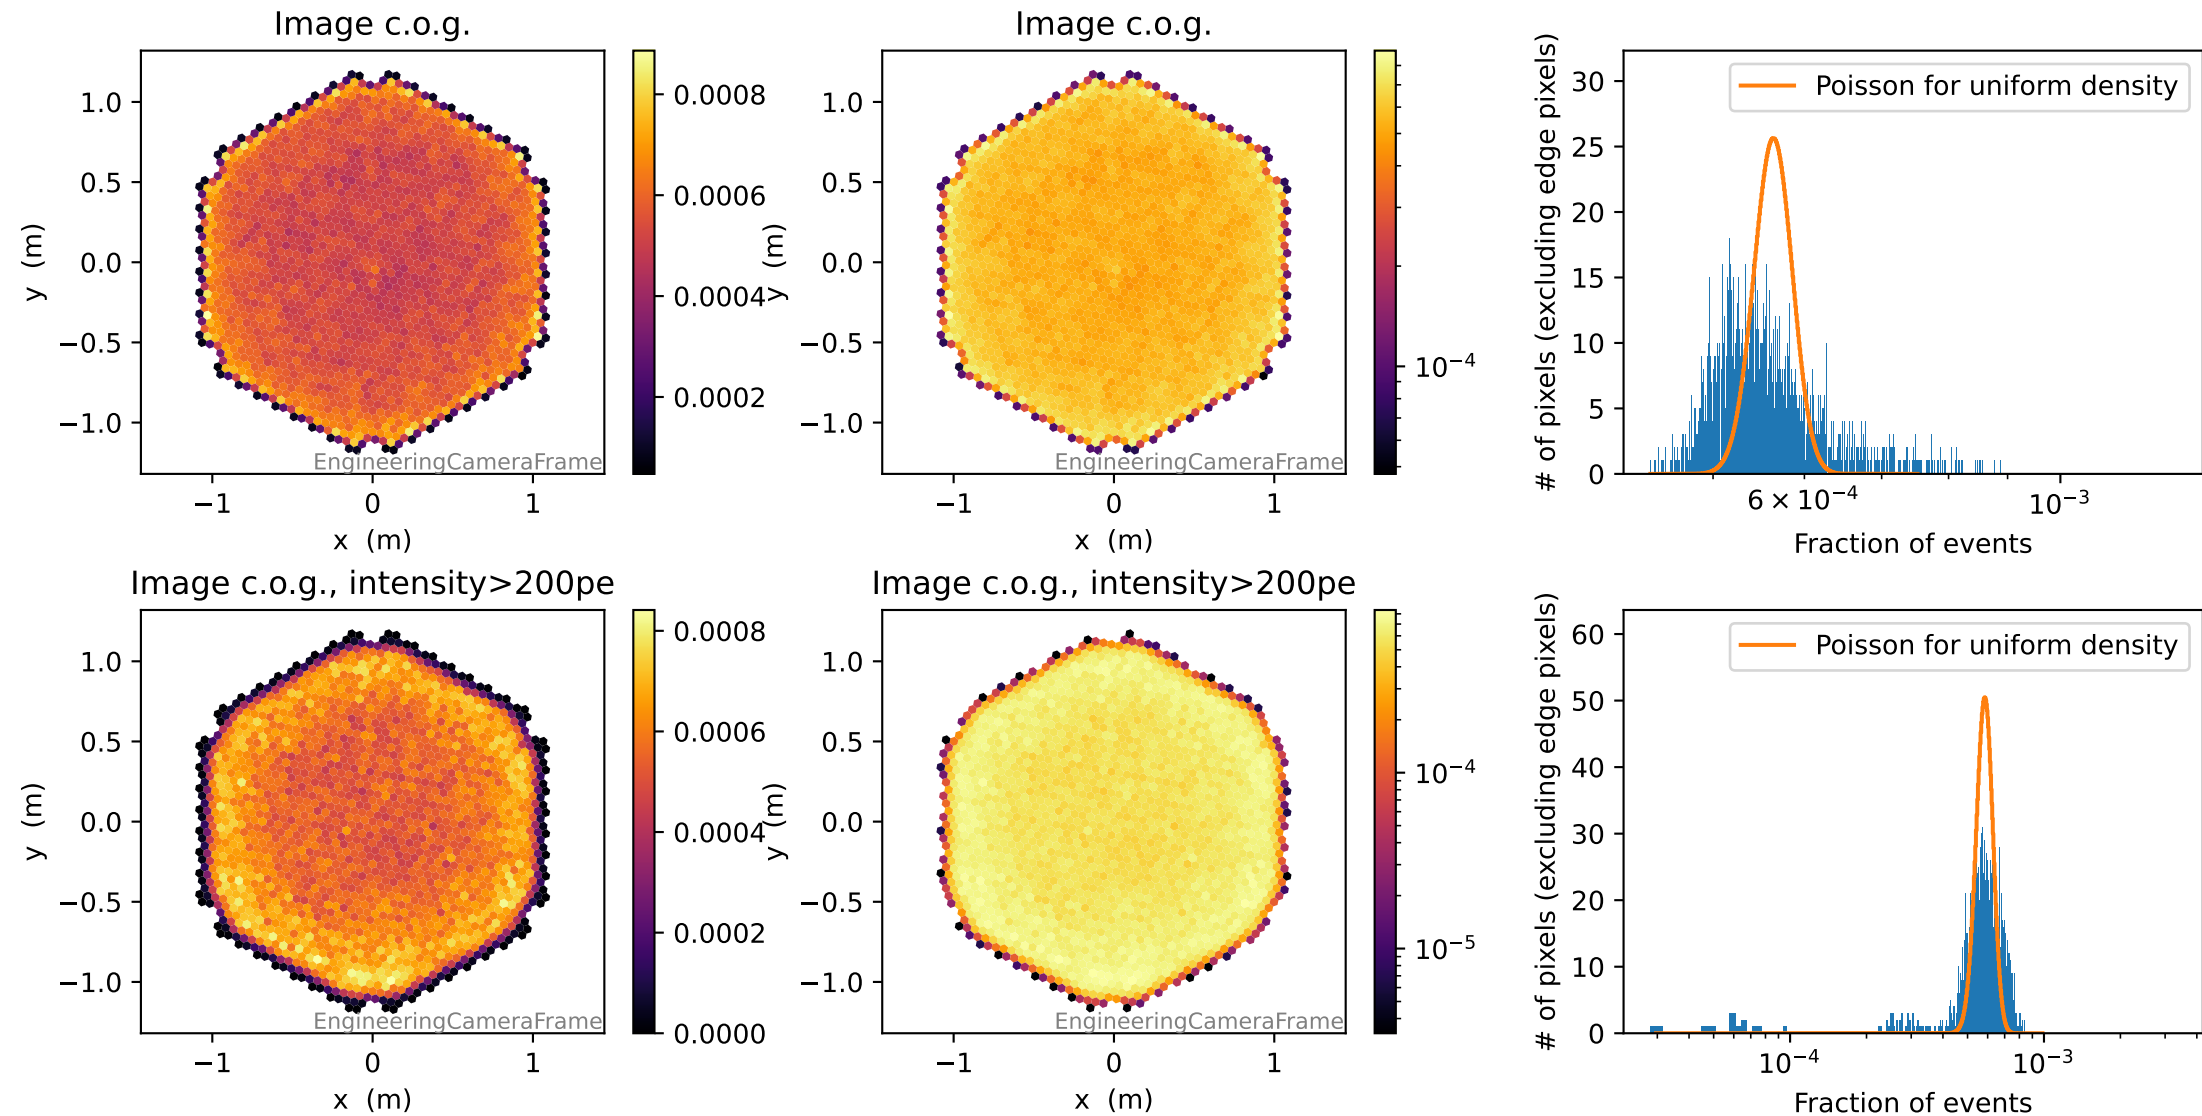 Image c.o.g.
1.0
0.5
0.0
−0.5
−1.0
y (m)
−1
0
1
x (m)
EngineeringCameraFrame
0.0008
0.0006
0.0004
0.0002
Image c.o.g.
1.0
0.5
0.0
−0.5
−1.0
y (m)
−1
0
1
x (m)
EngineeringCameraFrame
10⁻⁴
# of pixels (excluding edge pixels)
30
25
20
15
10
5
0
Poisson for uniform density
6 × 10⁻⁴
10⁻³
Fraction of events
Image c.o.g., intensity>200pe
1.0
0.5
0.0
−0.5
−1.0
y (m)
−1
0
1
x (m)
EngineeringCameraFrame
0.0008
0.0006
0.0004
0.0002
0.0000
Image c.o.g., intensity>200pe
1.0
0.5
0.0
−0.5
−1.0
y (m)
−1
0
1
x (m)
EngineeringCameraFrame
10⁻⁴
10⁻⁵
# of pixels (excluding edge pixels)
60
50
40
30
20
10
0
Poisson for uniform density
10⁻⁴
10⁻³
Fraction of events